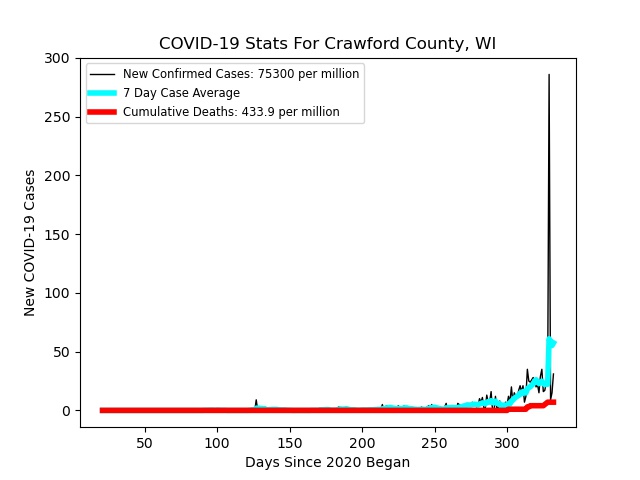 COVID-19 Stats For Crawford County, WI
New Confirmed Cases: 75300 per million
7 Day Case Average
Cumulative Deaths: 433.9 per million
New COVID-19 Cases
300
250
200
150
100
50
0
50 100 150 200 250 300
Days Since 2020 Began